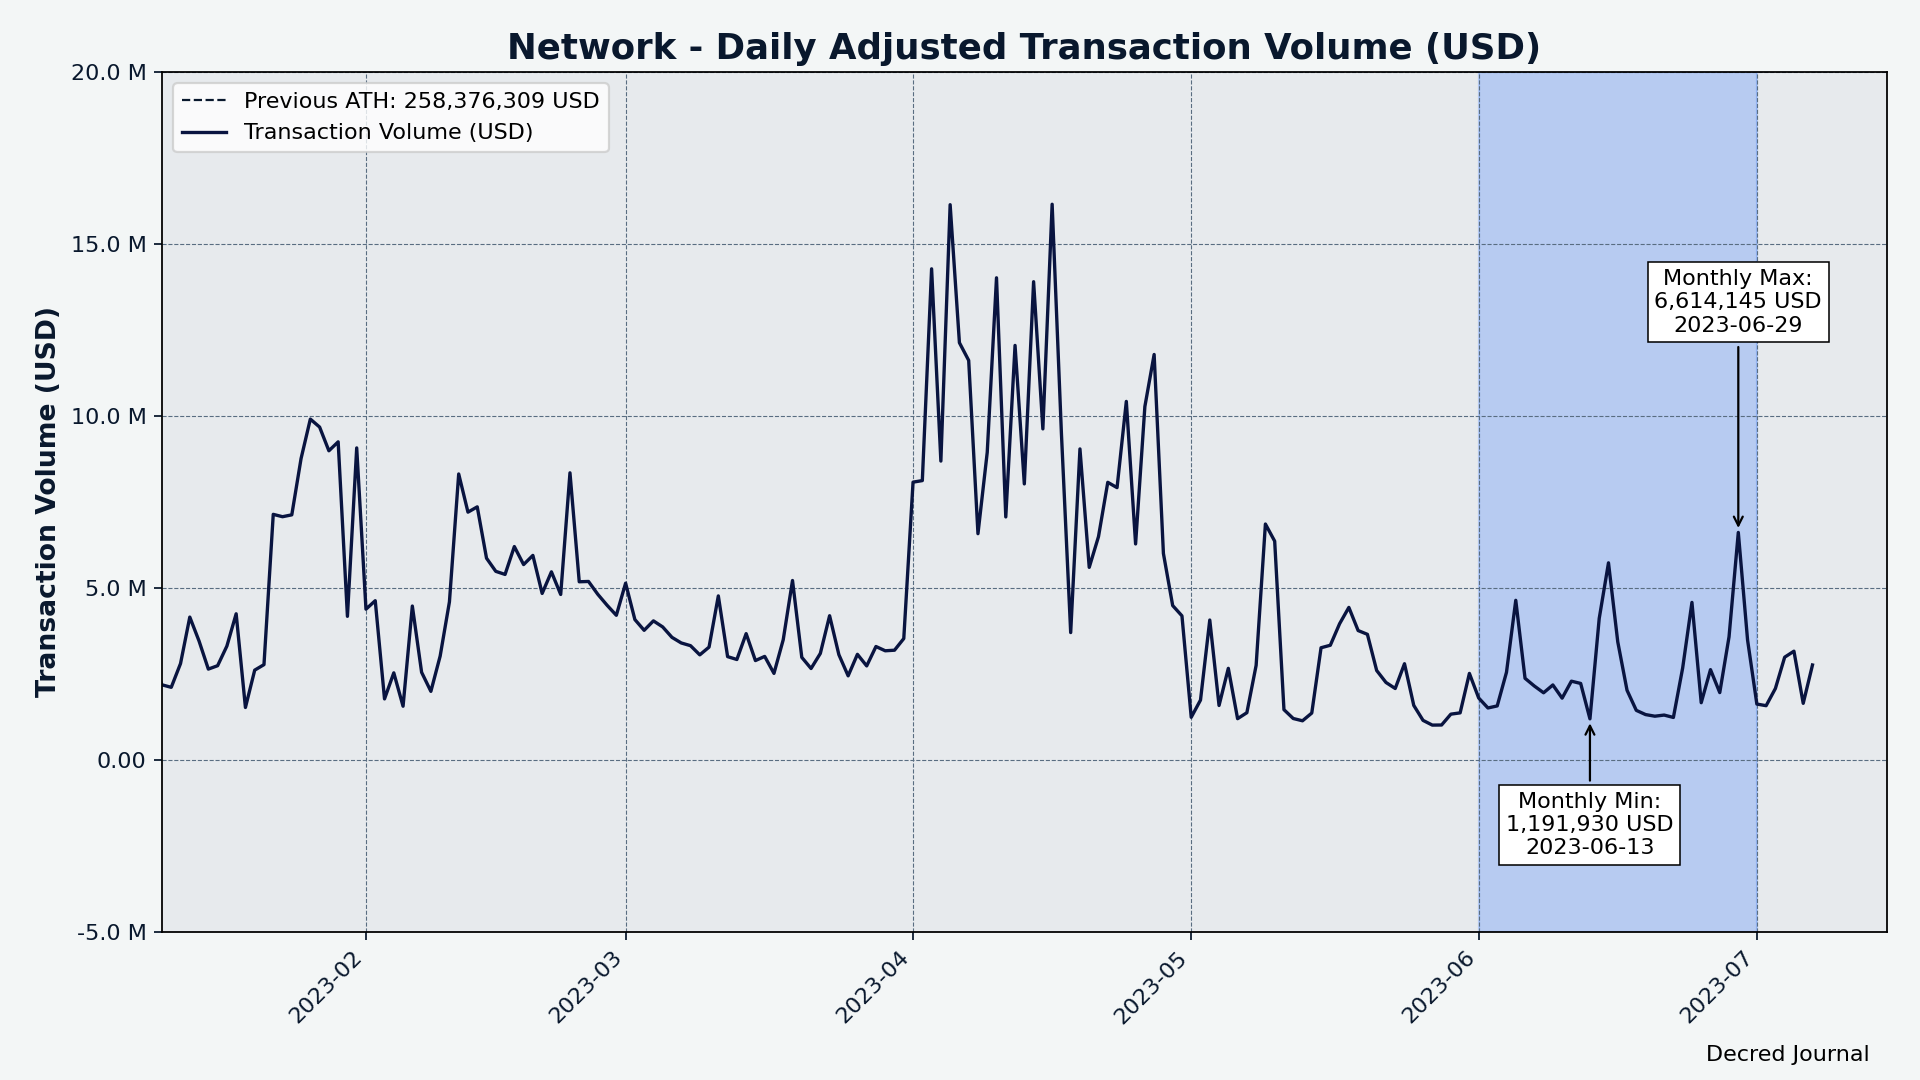 Network - Daily Adjusted Transaction Volume (USD)
Previous ATH: 258,376,309 USD
Transaction Volume (USD)
Transaction Volume (USD)
20.0 M
15.0 M
10.0 M
5.0 M
0.00
-5.0 M
Monthly Max:
6,614,145 USD
2023-06-29
Monthly Min:
1,191,930 USD
2023-06-13
2023-02
2023-03
2023-04
2023-05
2023-06
2023-07
Decred Journal